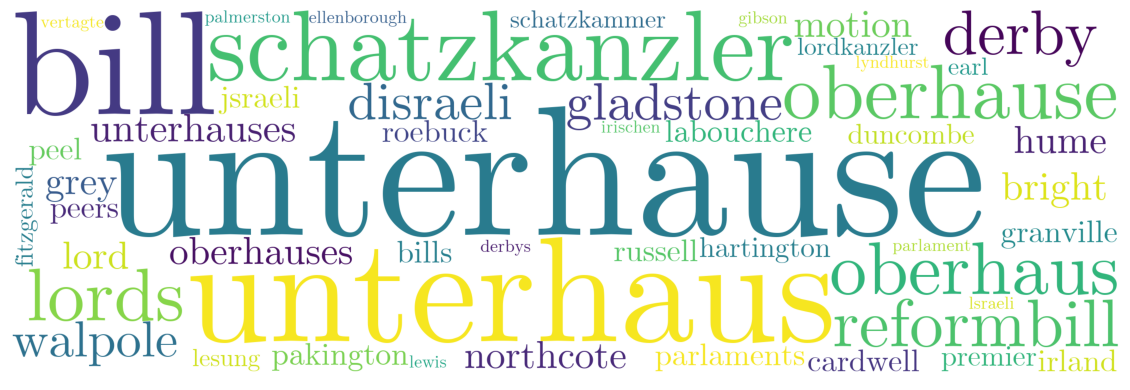 vertagte palmerston ellenborough schatzkammer gibson motion derby
bill schatzkanzler lordkanzler lyndhurst earl
jsraeli disraeli gladstone oberhause
unterhauses roebuck irischen labouchere duncombe hume
peel unterhause
fitzgerald grey peers bright
granville
lord oberhauses bills derbys russell hartington parlament
lords unterhaus oberhaus
lsraeli reformbill
walpole lesung pakington lewis northcote parlaments cardwell premier irland